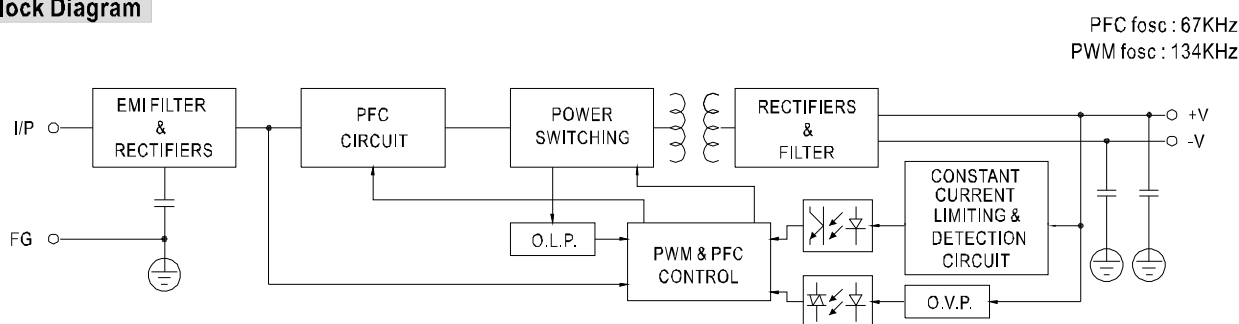 lock Diagram
PFC fosc : 67KHz
PWM fosc : 134KHz
EMI FILTER
&
RECTIFIERS
PFC
CIRCUIT
POWER
SWITCHING
RECTIFIERS
&
FILTER
I/P
+V
-V
CONSTANT
CURRENT
LIMITING &
DETECTION
CIRCUIT
FG
O.L.P.
PWM & PFC
CONTROL
O.V.P.